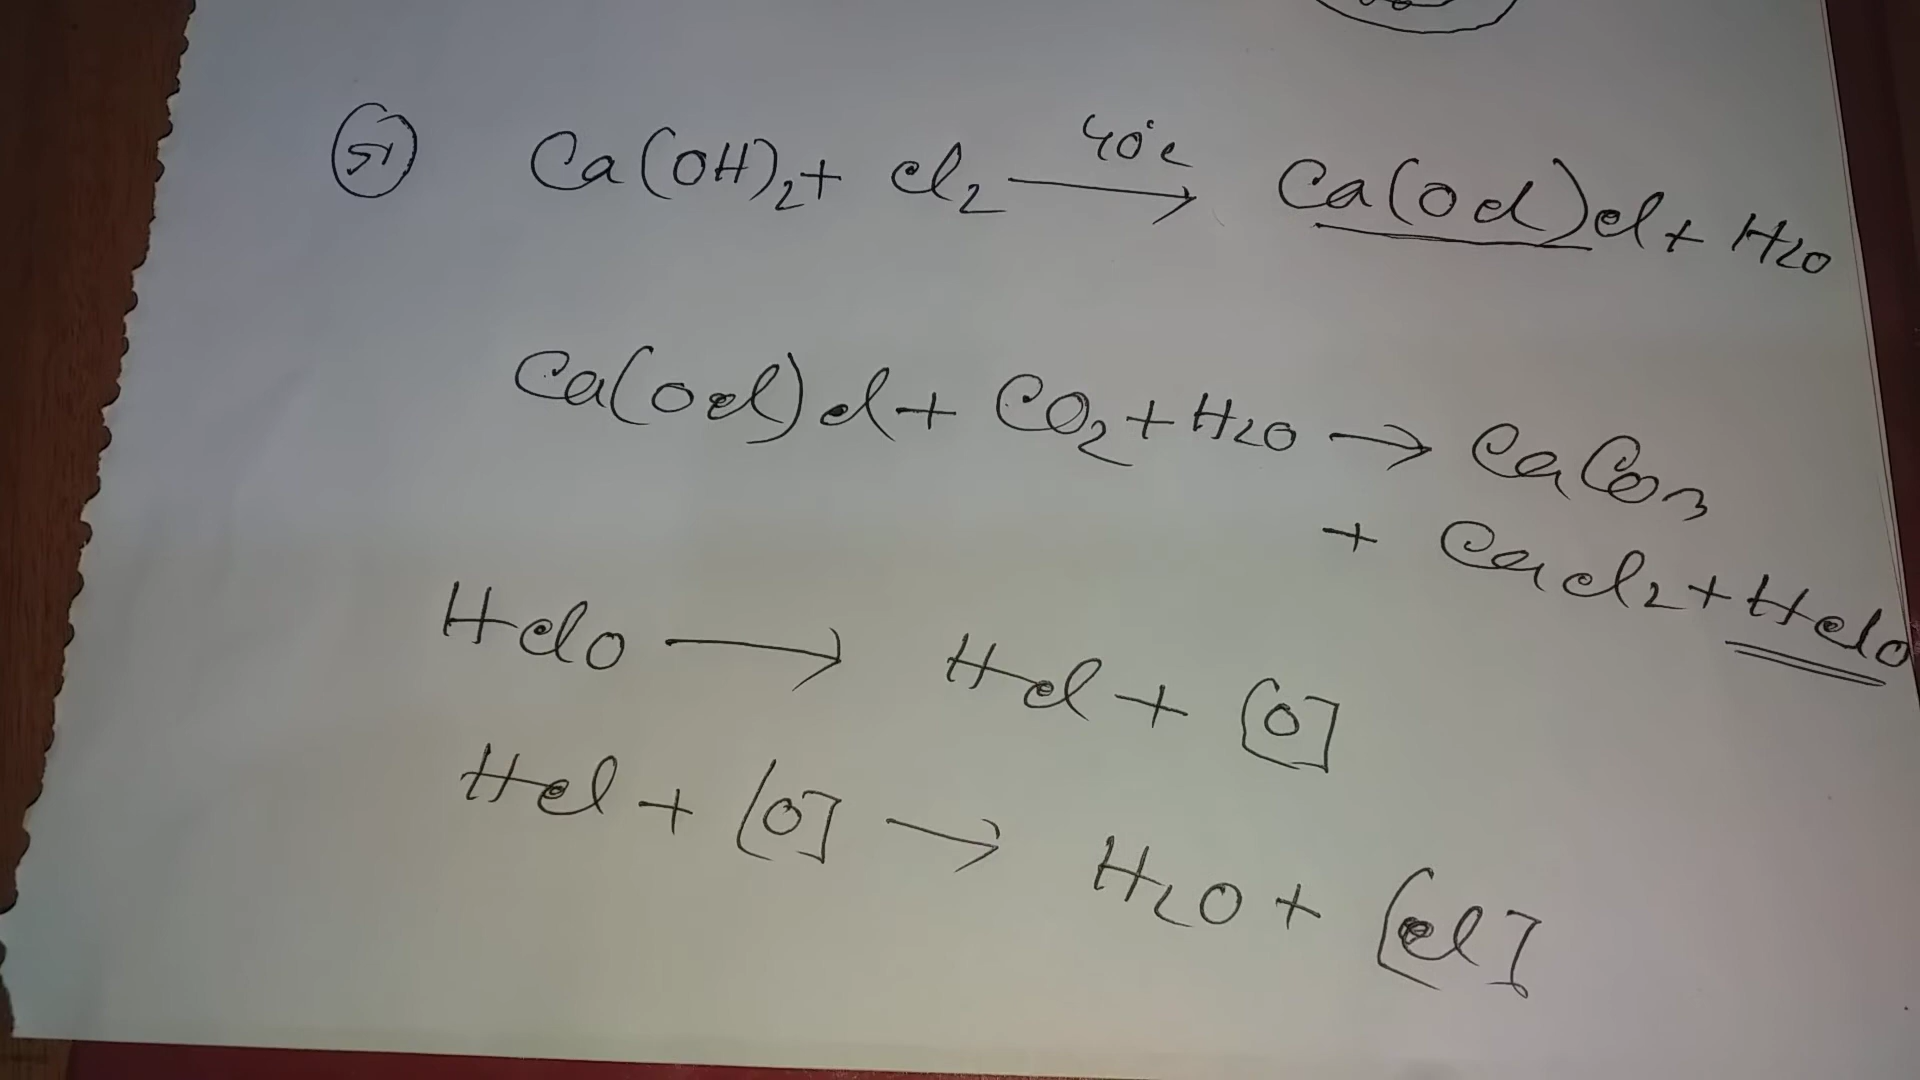 51 Ca(OH)2 + Cl2 40°C → Ca(OCl)Cl + H2O
Ca(OCl)Cl + CO2 + H2O → CaCO3
+ CaCl2 + HClO
HClO → HCl + [O]
HCl + [O] → H2O + [Cl]